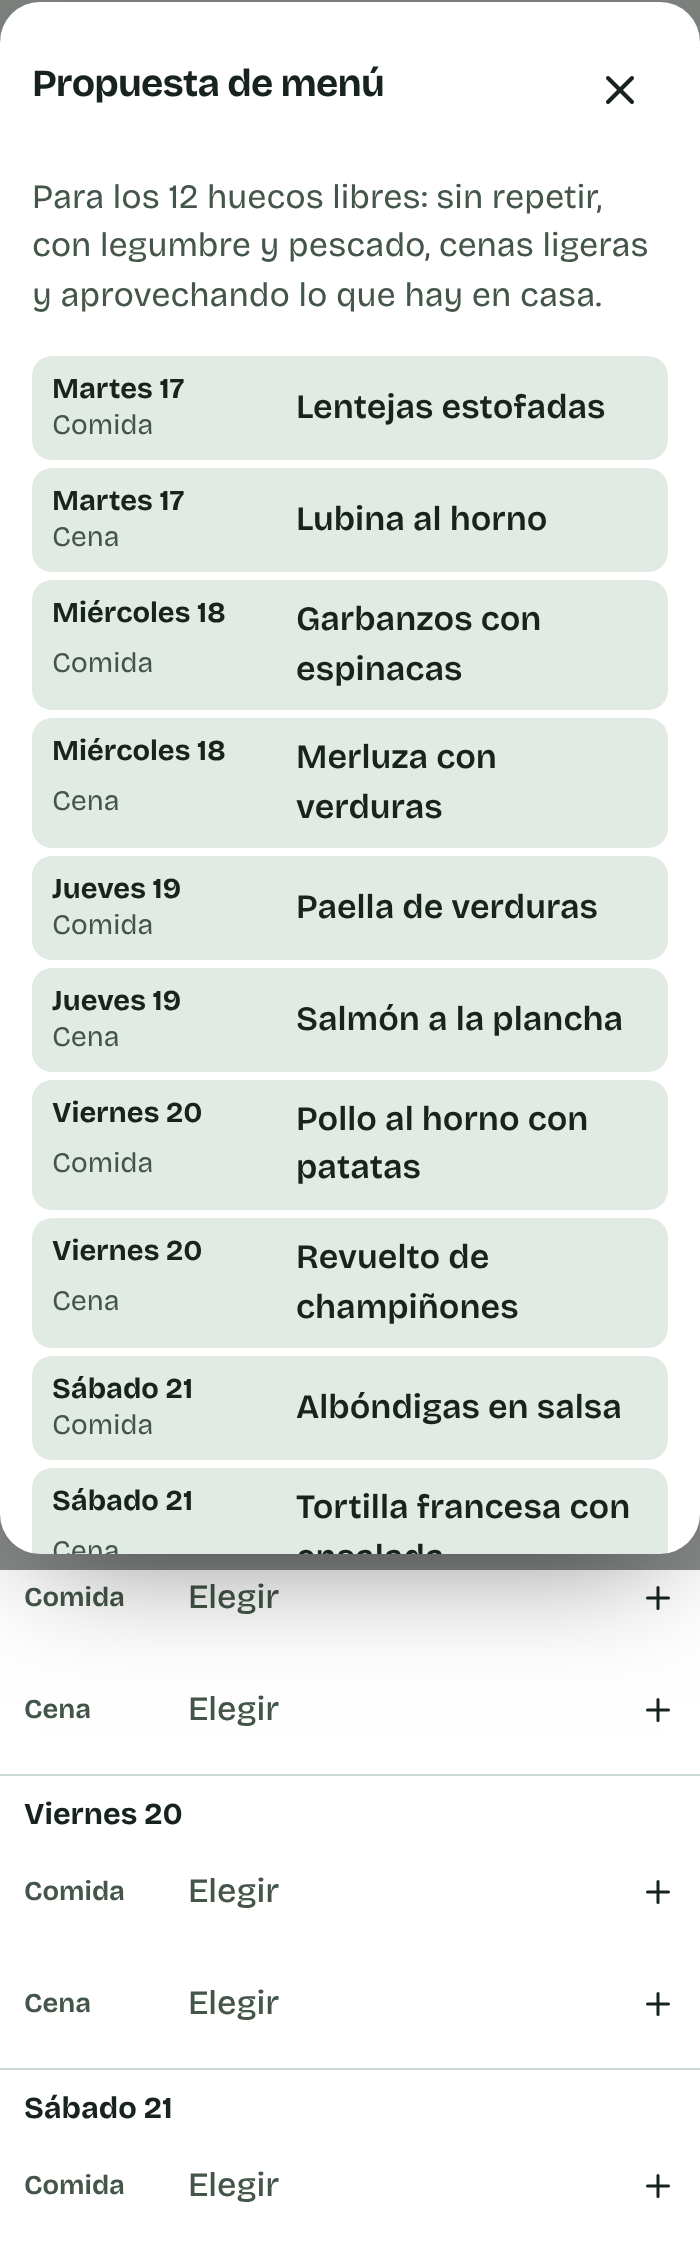 Propuesta de menú
Para los 12 huecos libres: sin repetir,
con legumbre y pescado, cenas ligeras
y aprovechando lo que hay en casa.
Martes 17
Comida
Lentejas estofadas
Martes 17
Cena
Lubina al horno
Miércoles 18
Comida
Garbanzos con
espinacas
Miércoles 18
Cena
Merluza con
verduras
Jueves 19
Comida
Paella de verduras
Jueves 19
Cena
Salmón a la plancha
Viernes 20
Comida
Pollo al horno con
patatas
Viernes 20
Cena
Revuelto de
champiñones
Sábado 21
Comida
Albóndigas en salsa
Sábado 21
Cena
Tortilla francesa con
ensalada
Comida
Elegir
Cena
Elegir
Viernes 20
Comida
Elegir
Cena
Elegir
Sábado 21
Comida
Elegir